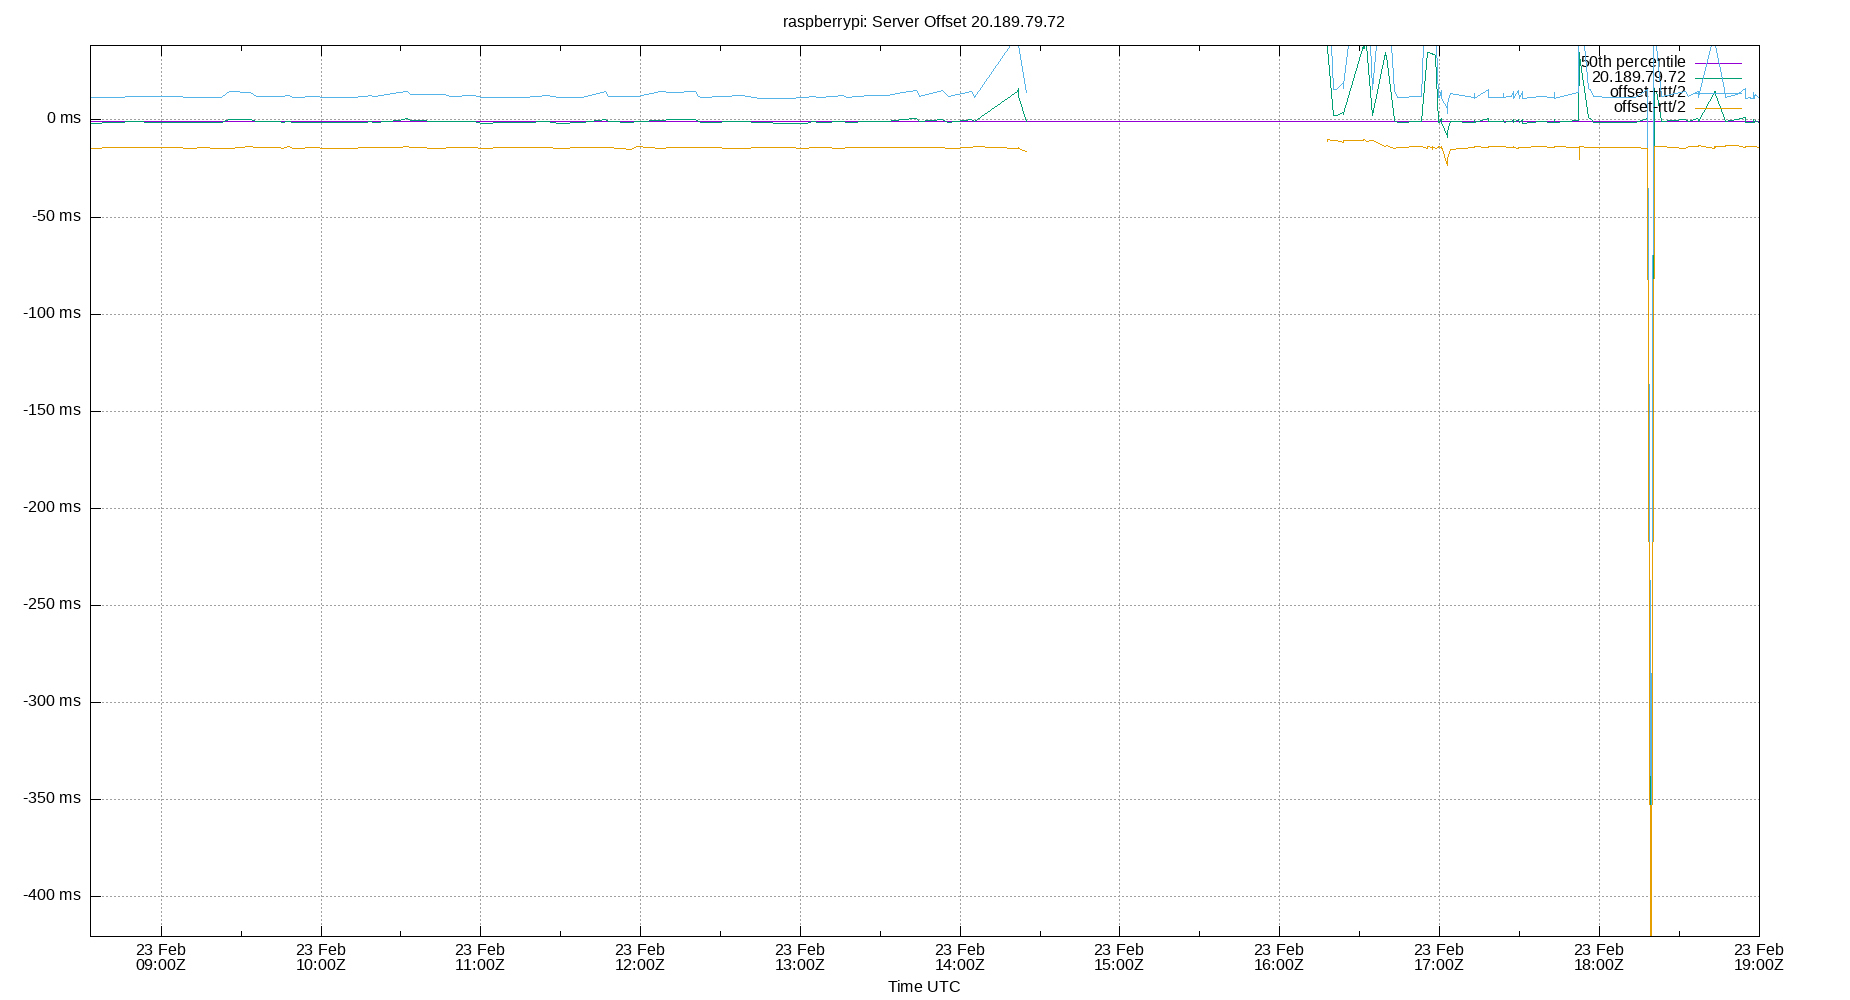 raspberrypi: Server Offset 20.189.79.72
50th percentile
20.189.79.72
offset-rtt/2
offset-rtt/2
0 ms
-50 ms
-100 ms
-150 ms
-200 ms
-250 ms
-300 ms
-350 ms
-400 ms
23 Feb 23 Feb 23 Feb 23 Feb 23 Feb 23 Feb 23 Feb 23 Feb 23 Feb 23 Feb 23 Feb
09:00Z 10:00Z 11:00Z 12:00Z 13:00Z 14:00Z 15:00Z 16:00Z 17:00Z 18:00Z 19:00Z
Time UTC